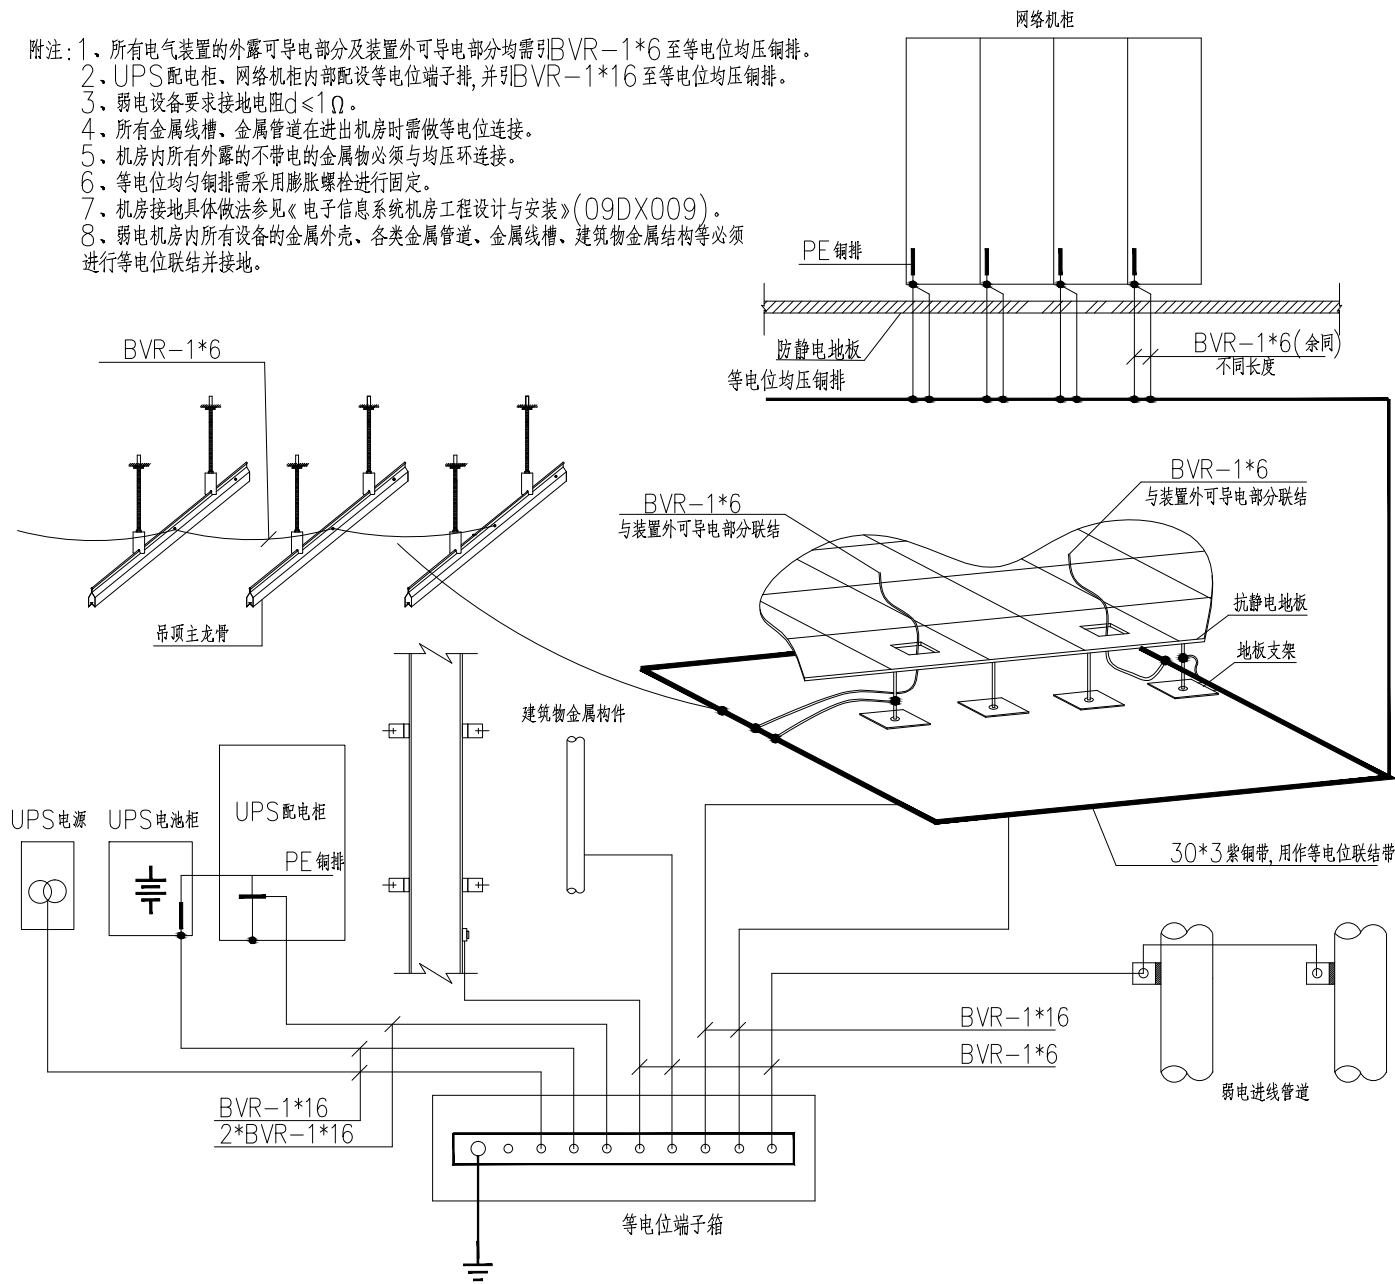 网络机柜
附注：1、所有电气装置的外露可导电部分及装置外可导电部分均需引BVR-1*6至等电位均压铜排。
2、UPS配电柜、网络机柜内部配设等电位端子排,并引BVR-1*16至等电位均压铜排。
3、弱电设备要求接地电阻d≤1Ω。
4、所有金属线槽、金属管道在进出机房时需做等电位连接。
5、机房内所有外露的不带电的金属物必须与均压环连接。
6、等电位均匀铜排需采用膨胀螺栓进行固定。
7、机房接地具体做法参见《电子信息系统机房工程设计与安装》(09DX009)。
8、弱电机房内所有设备的金属外壳、各类金属管道、金属线槽、建筑物金属结构等必须
进行等电位联结并接地。
PE铜排
防静电地板
BVR-1*6(余同)
不同长度
等电位均压铜排
BVR-1*6
BVR-1*6
与装置外可导电部分联结
BVR-1*6
与装置外可导电部分联结
抗静电地板
地板支架
吊顶主龙骨
建筑物金属构件
UPS电源
UPS电池柜
UPS配电柜
PE铜排
30*3紫铜带,用作等电位联结带
BVR-1*16
BVR-1*6
弱电进线管道
BVR-1*16
2*BVR-1*16
等电位端子箱